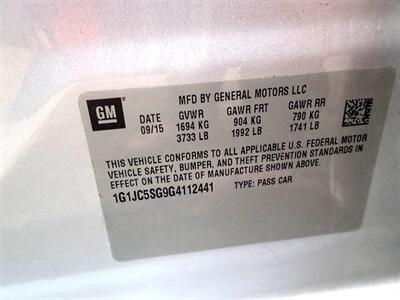 MFD BY GENERAL MOTORS LLC
GM
DATE GVWR GAWR FRT GAWR RR
09/15 1694 KG 904 KG 790 KG
3733 LB 1992 LB 1741 LB
THIS VEHICLE CONFORMS TO ALL APPLICABLE U.S. FEDERAL MOTOR
VEHICLE SAFETY, BUMPER, AND THEFT PREVENTION STANDARDS IN
EFFECT ON THE DATE OF MANUFACTURE SHOWN ABOVE.
1G1JC5SG9G4112441 TYPE: PASS CAR